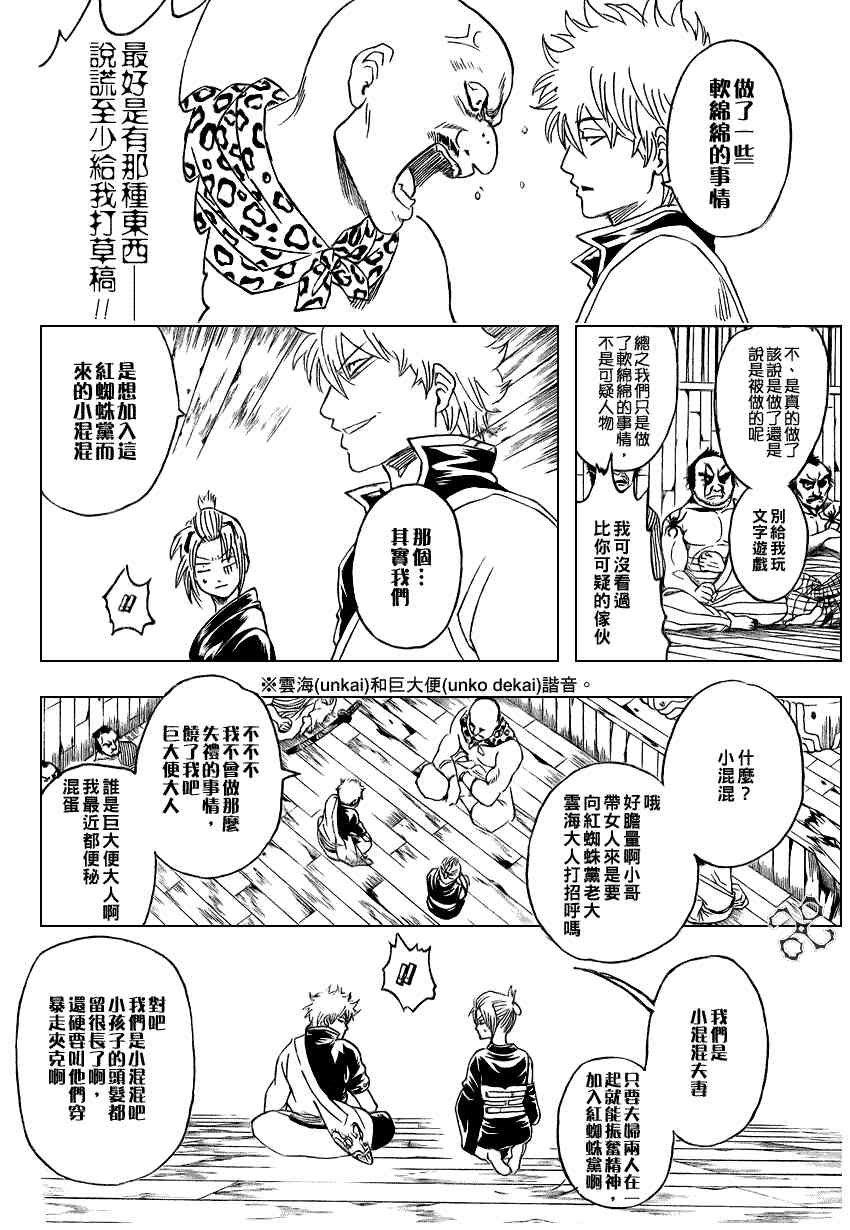 做了一些
軟綿綿的事情
最好是有那種東西——
說謊至少給我打草稿!!
不、是真的做了
該說是做了還是
說是被做的呢
別給我玩
文字遊戲
總之我們只是做
了軟綿綿的事情，
不是可疑人物
我可沒看過
比你可疑的傢伙
那個…
其實我們
是想加入這
紅蜘蛛黨而
來的小混混
!!
※雲海(unkai)和巨大便(unko dekai)諧音。
什麼？
小混混
哦
好膽量啊小哥
帶女人來是要
向紅蜘蛛黨老大
雲海大人打招呼嗎
不不不
我不會做那麼
失禮的事情，
饒了我吧
巨大便大人
誰是巨大便大人啊
我最近都便秘
混蛋
我們是
小混混夫妻
只要夫婦兩人在一
起就能振奮精神，
加入紅蜘蛛黨啊
!!
對吧
我們是小混混吧
小孩子的頭髮都
留很長了啊，
還硬要叫他們穿
暴走夾克啊